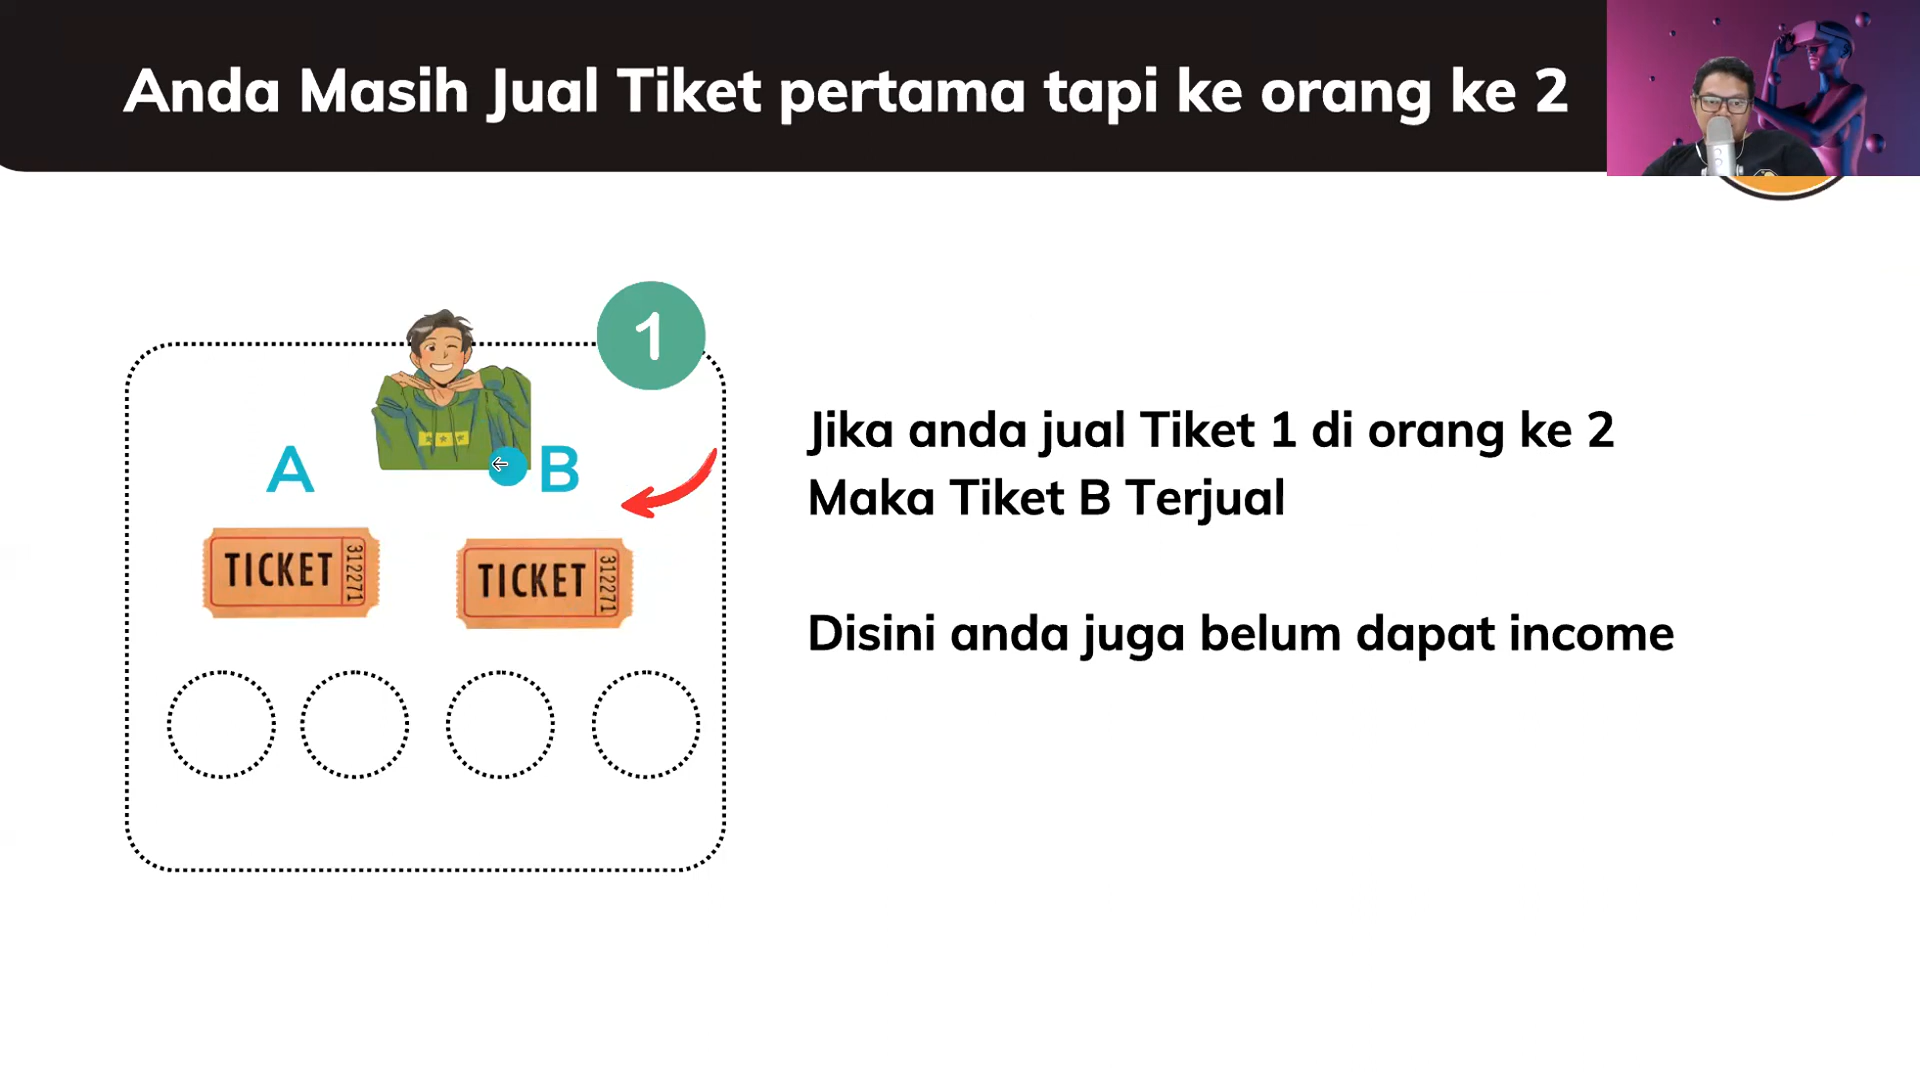 Anda Masih Jual Tiket pertama tapi ke orang ke 2
1
A
B
TICKET 312271
TICKET 312271
Jika anda jual Tiket 1 di orang ke 2
Maka Tiket B Terjual
Disini anda juga belum dapat income